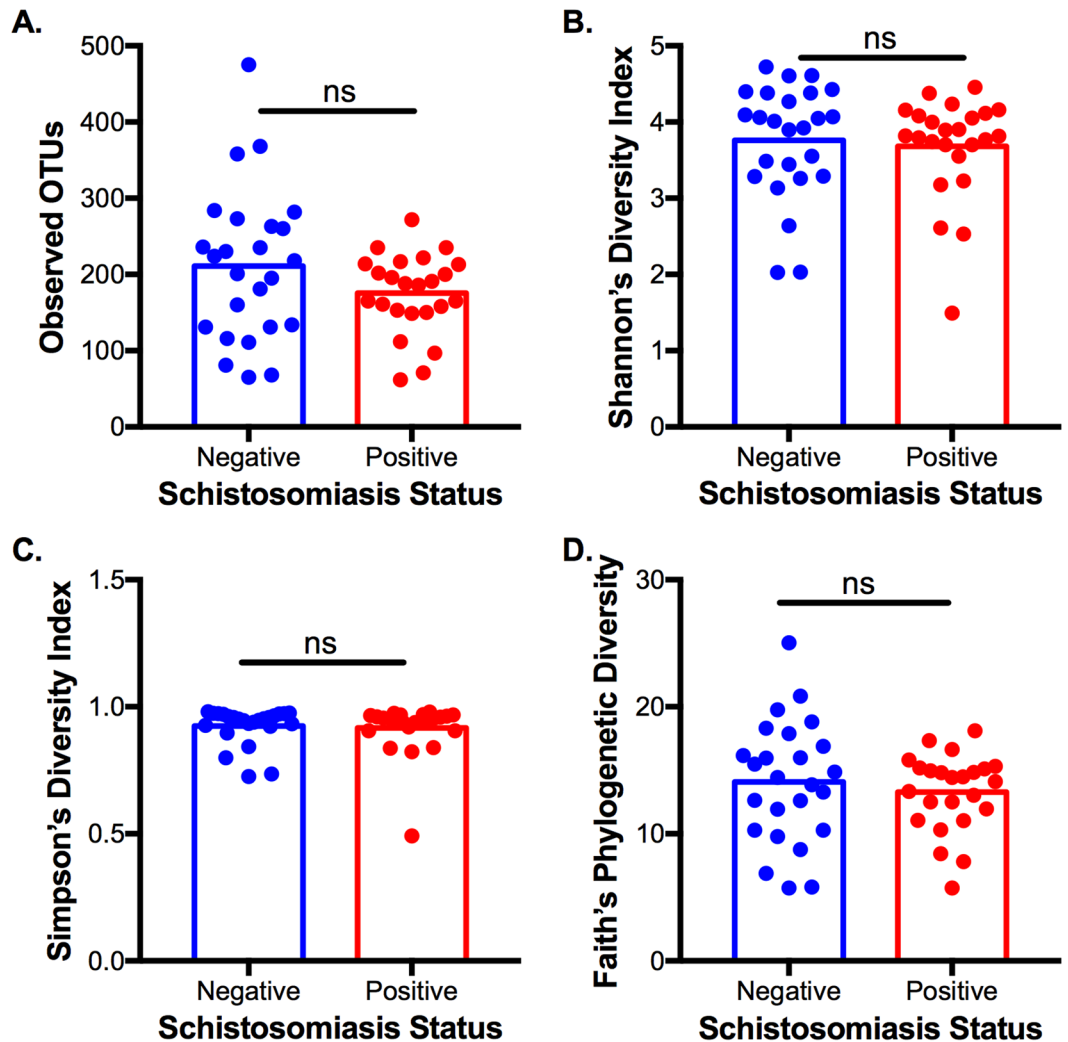 A.
Observed OTUs
500
400
300
200
100
0
ns
Negative Positive
Schistosomiasis Status
B.
Shannon's Diversity Index
5
4
3
2
1
0
ns
Negative Positive
Schistosomiasis Status
C.
Simpson's Diversity Index
1.5
1.0
0.5
0.0
ns
Negative Positive
Schistosomiasis Status
D.
Faith's Phylogenetic Diversity
30
20
10
0
ns
Negative Positive
Schistosomiasis Status